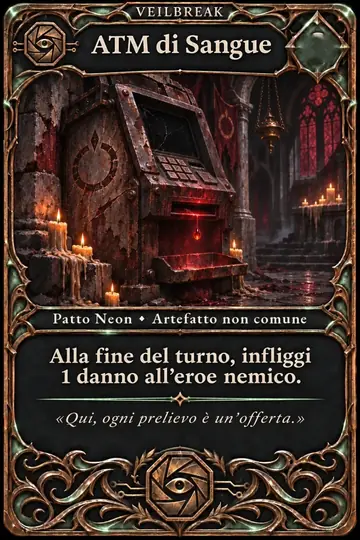 VEILBREAK
ATM di Sangue
Patto Neon • Artefatto non comune
Alla fine del turno, infliggi
1 danno all'eroe nemico.
«Qui, ogni prelievo è un'offerta.»